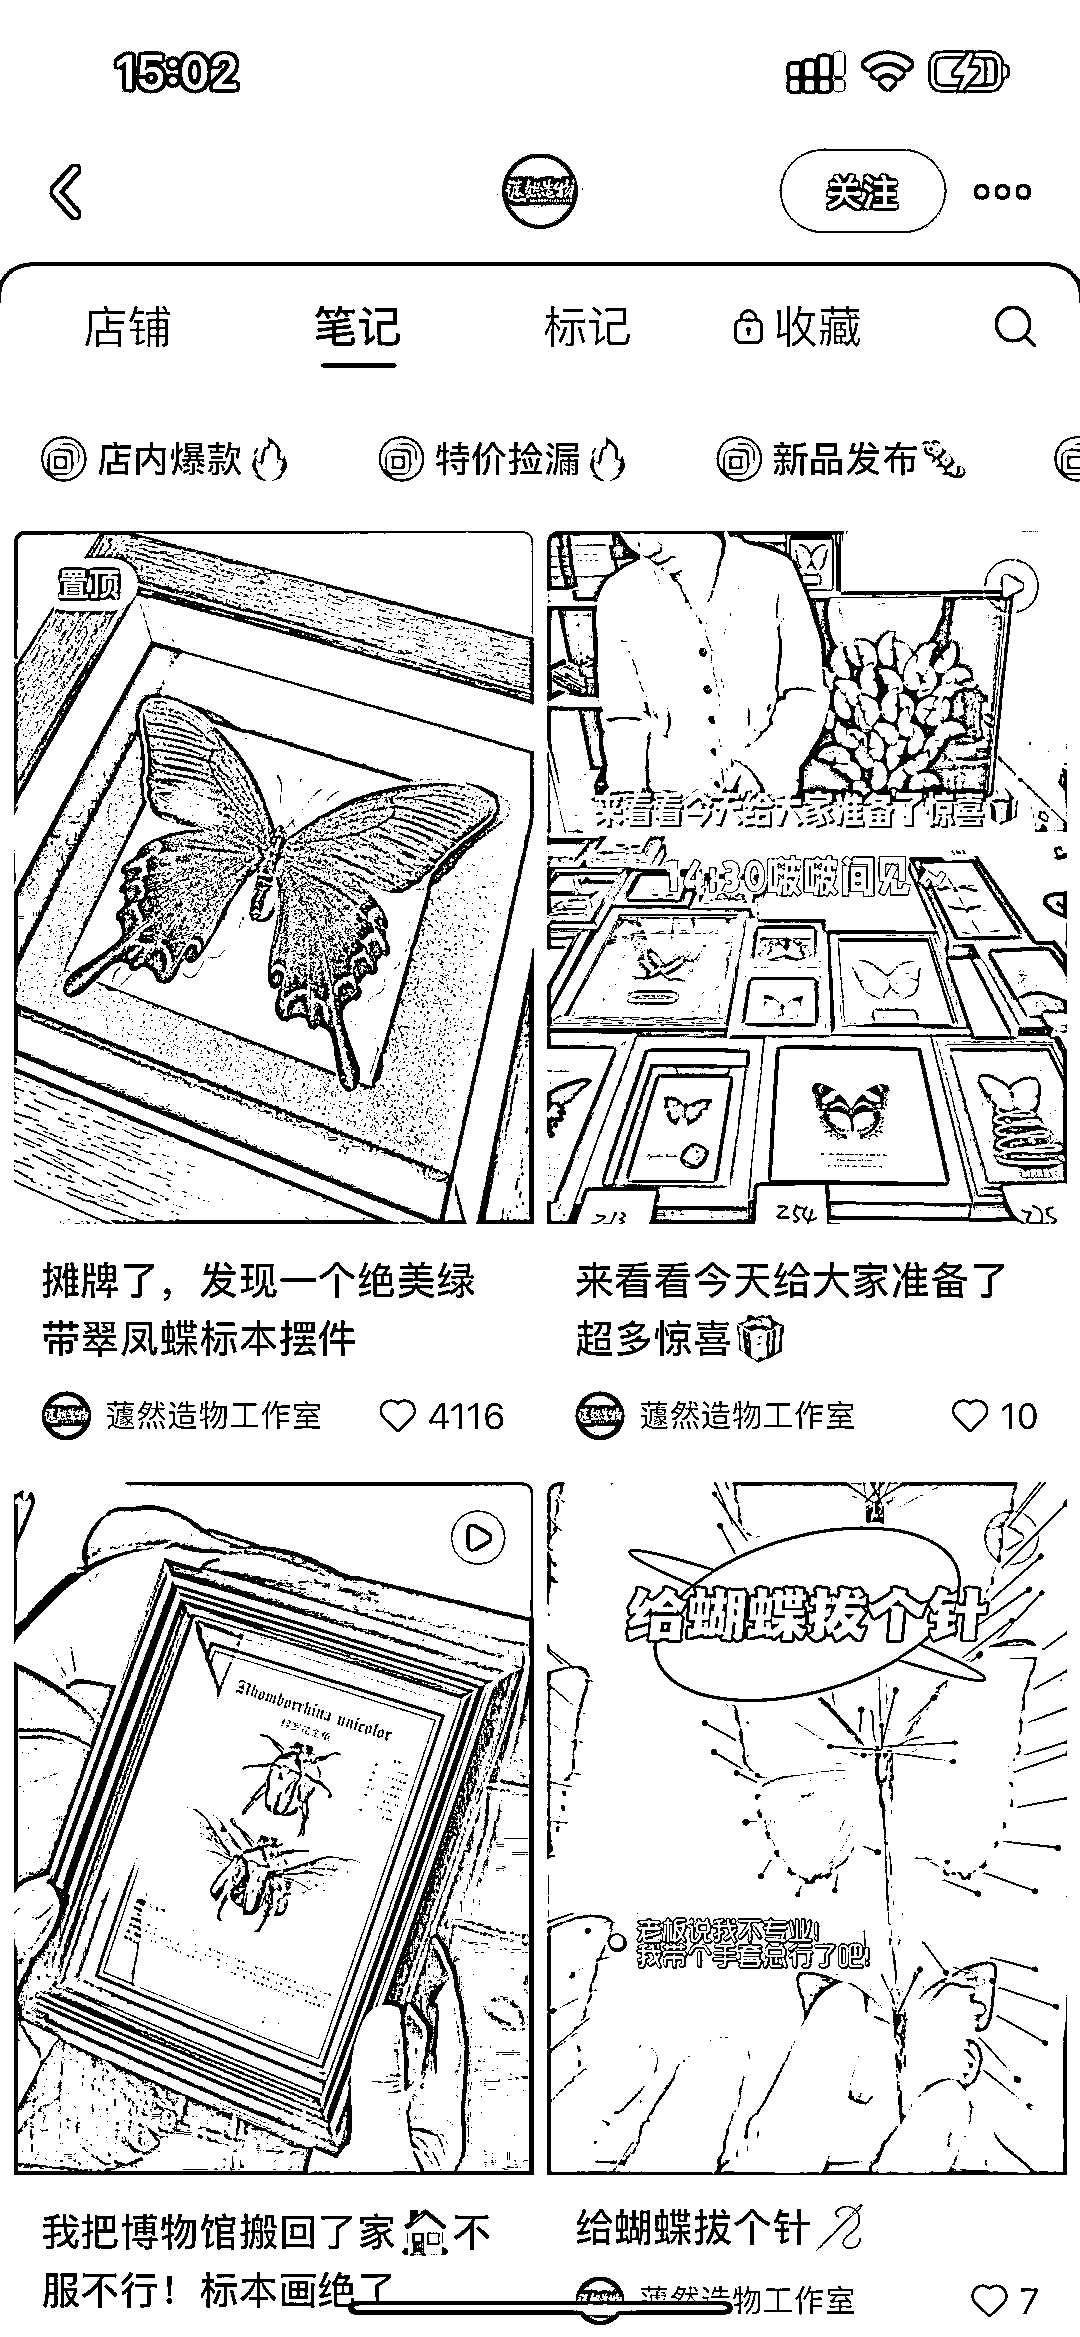 15:02
关注
店铺
笔记
标记
收藏
店内爆款
特价捡漏
新品发布
置顶
来看看今天给大家准备了惊喜
14:30啵啵间见
254
225
摊牌了，发现一个绝美绿
带翠凤蝶标本摆件
蘧然造物工作室
4116
来看看今天给大家准备了
超多惊喜
蘧然造物工作室
10
Rhomborrhina unicolor
给蝴蝶拔个针
老板说我不专业!
我带个手套总行了吧!
我把博物馆搬回了家不
服不行！标本画绝了
给蝴蝶拔个针
蘧然造物工作室
7